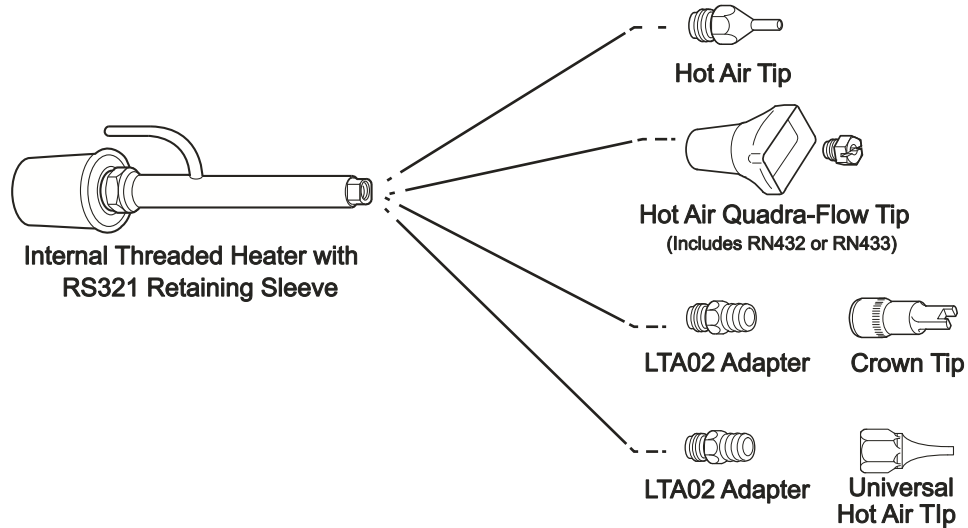 Hot Air Tip
Hot Air Quadra-Flow Tip
(Includes RN432 or RN433)
Internal Threaded Heater with
RS321 Retaining Sleeve
LTA02 Adapter
Crown Tip
LTA02 Adapter
Universal
Hot Air TIp